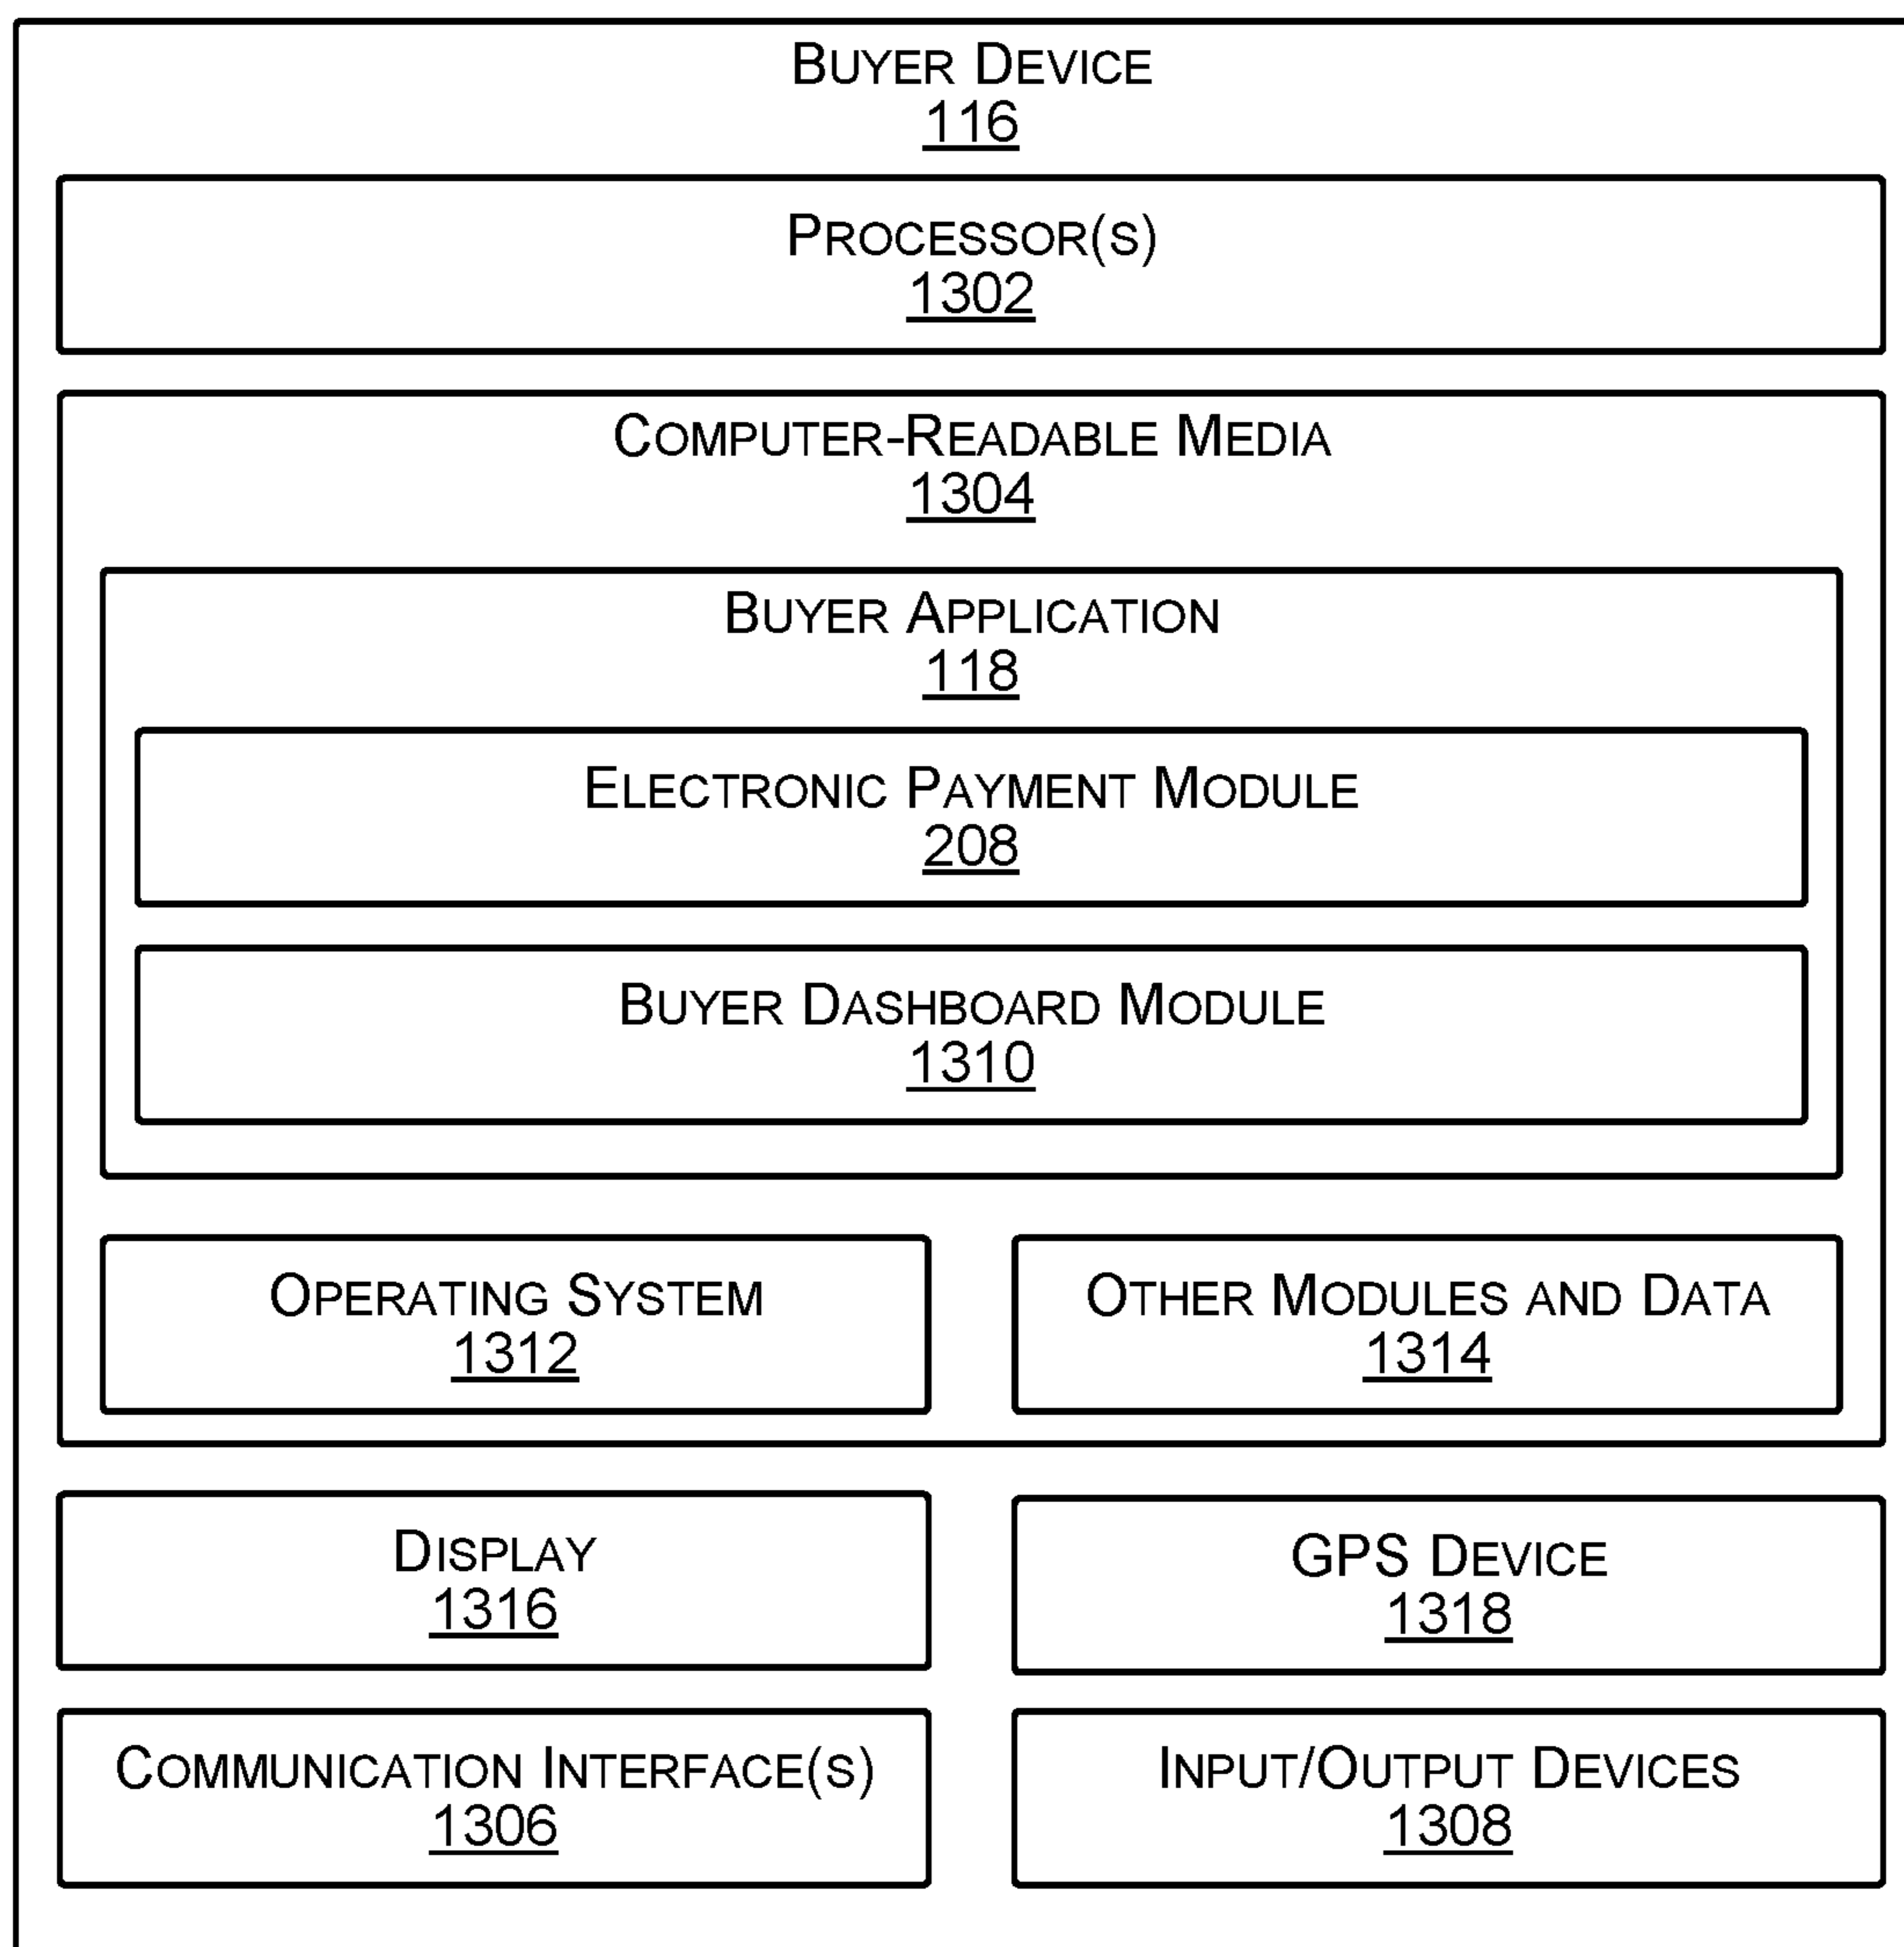 BUYER DEVICE
116
PROCESSOR(S)
1302
COMPUTER-READABLE MEDIA
1304
BUYER APPLICATION
118
ELECTRONIC PAYMENT MODULE
208
BUYER DASHBOARD MODULE
1310
OPERATING SYSTEM
1312
OTHER MODULES AND DATA
1314
DISPLAY
1316
GPS DEVICE
1318
COMMUNICATION INTERFACE(S)
1306
INPUT/OUTPUT DEVICES
1308